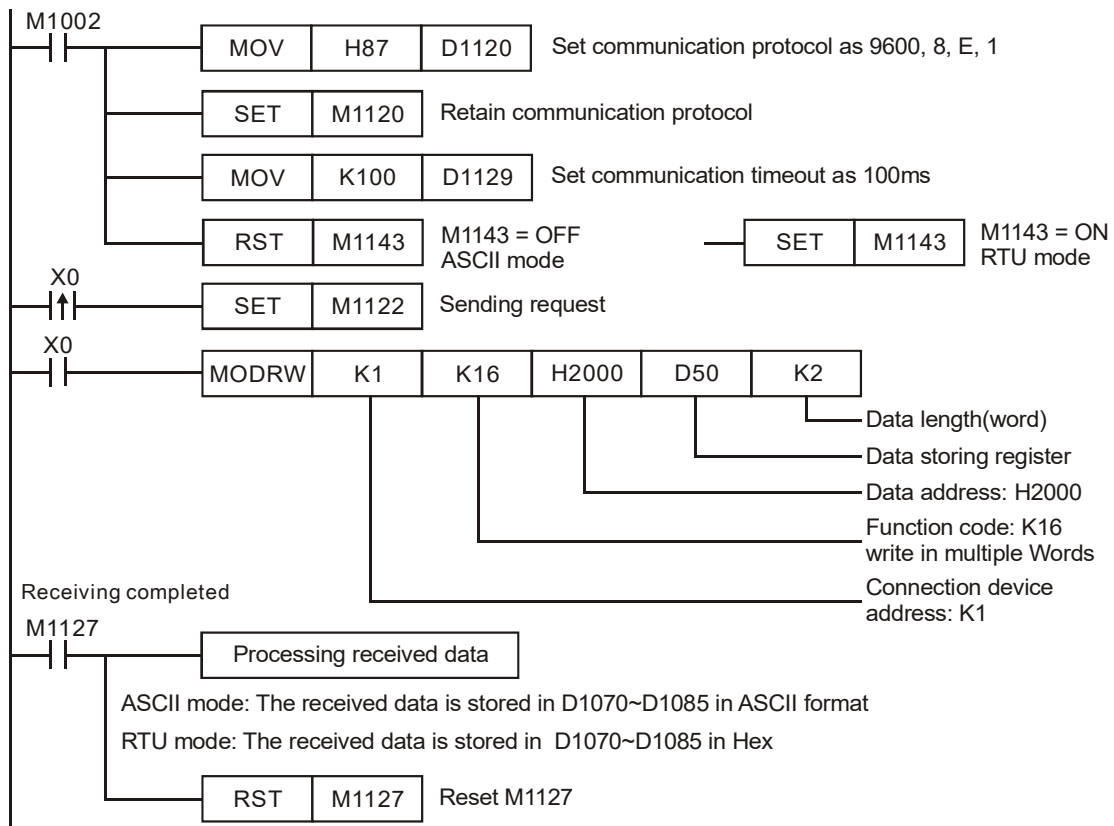 M1002
MOV H87 D1120 Set communication protocol as 9600, 8, E, 1
SET M1120 Retain communication protocol
MOV K100 D1129 Set communication timeout as 100ms
RST M1143 M1143 = OFF
ASCII mode
SET M1143 M1143 = ON
RTU mode
X0
SET M1122 Sending request
X0
MODRW K1 K16 H2000 D50 K2
Data length(word)
Data storing register
Data address: H2000
Function code: K16
write in multiple Words
Connection device
address: K1
Receiving completed
M1127
Processing received data
ASCII mode: The received data is stored in D1070~D1085 in ASCII format
RTU mode: The received data is stored in D1070~D1085 in Hex
RST M1127 Reset M1127